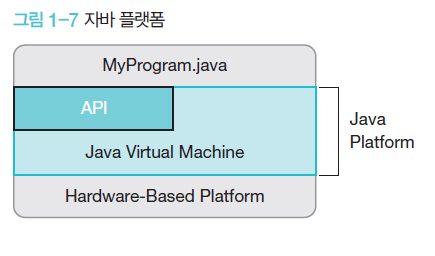 그림 1-7 자바 플랫폼
MyProgram.java
API
Java Virtual Machine
Java
Platform
Hardware-Based Platform